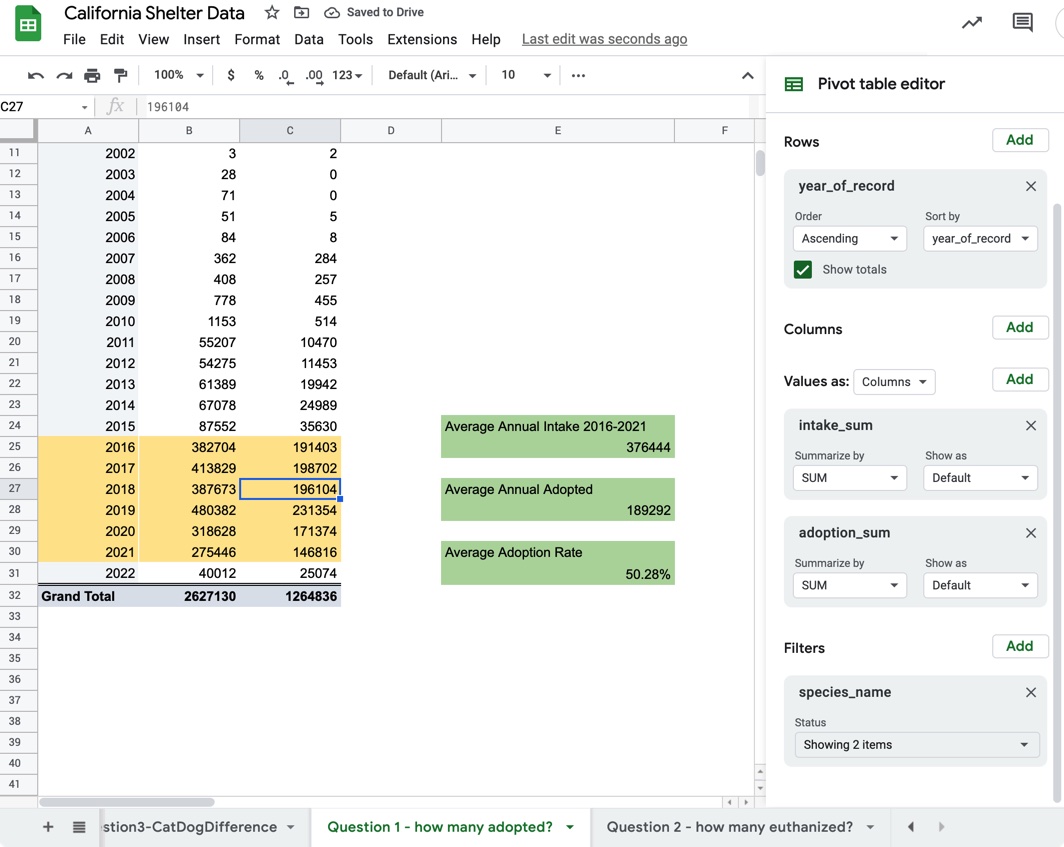 California Shelter Data Saved to Drive
File Edit View Insert Format Data Tools Extensions Help Last edit was seconds ago
100% $ % .0 .00 123 Default (Ari... 10
C27 fx 196104
A B C D E F
11 2002 3 2
12 2003 28 0
13 2004 71 0
14 2005 51 5
15 2006 84 8
16 2007 362 284
17 2008 408 257
18 2009 778 455
19 2010 1153 514
20 2011 55207 10470
21 2012 54275 11453
22 2013 61389 19942
23 2014 67078 24989
24 2015 87552 35630 Average Annual Intake 2016-2021
25 2016 382704 191403 376444
26 2017 413829 198702
27 2018 387673 196104 Average Annual Adopted
28 2019 480382 231354 189292
29 2020 318628 171374
30 2021 275446 146816 Average Adoption Rate
31 2022 40012 25074 50.28%
32 Grand Total 2627130 1264836
33
34
35
36
37
38
39
40
41
Pivot table editor
Rows Add
year_of_record
Order Sort by
Ascending year_of_record
Show totals
Columns Add
Values as: Columns Add
intake_sum
Summarize by Show as
SUM Default
adoption_sum
Summarize by Show as
SUM Default
Filters Add
species_name
Status
Showing 2 items
stion3-CatDogDifference Question 1 - how many adopted? Question 2 - how many euthanized?